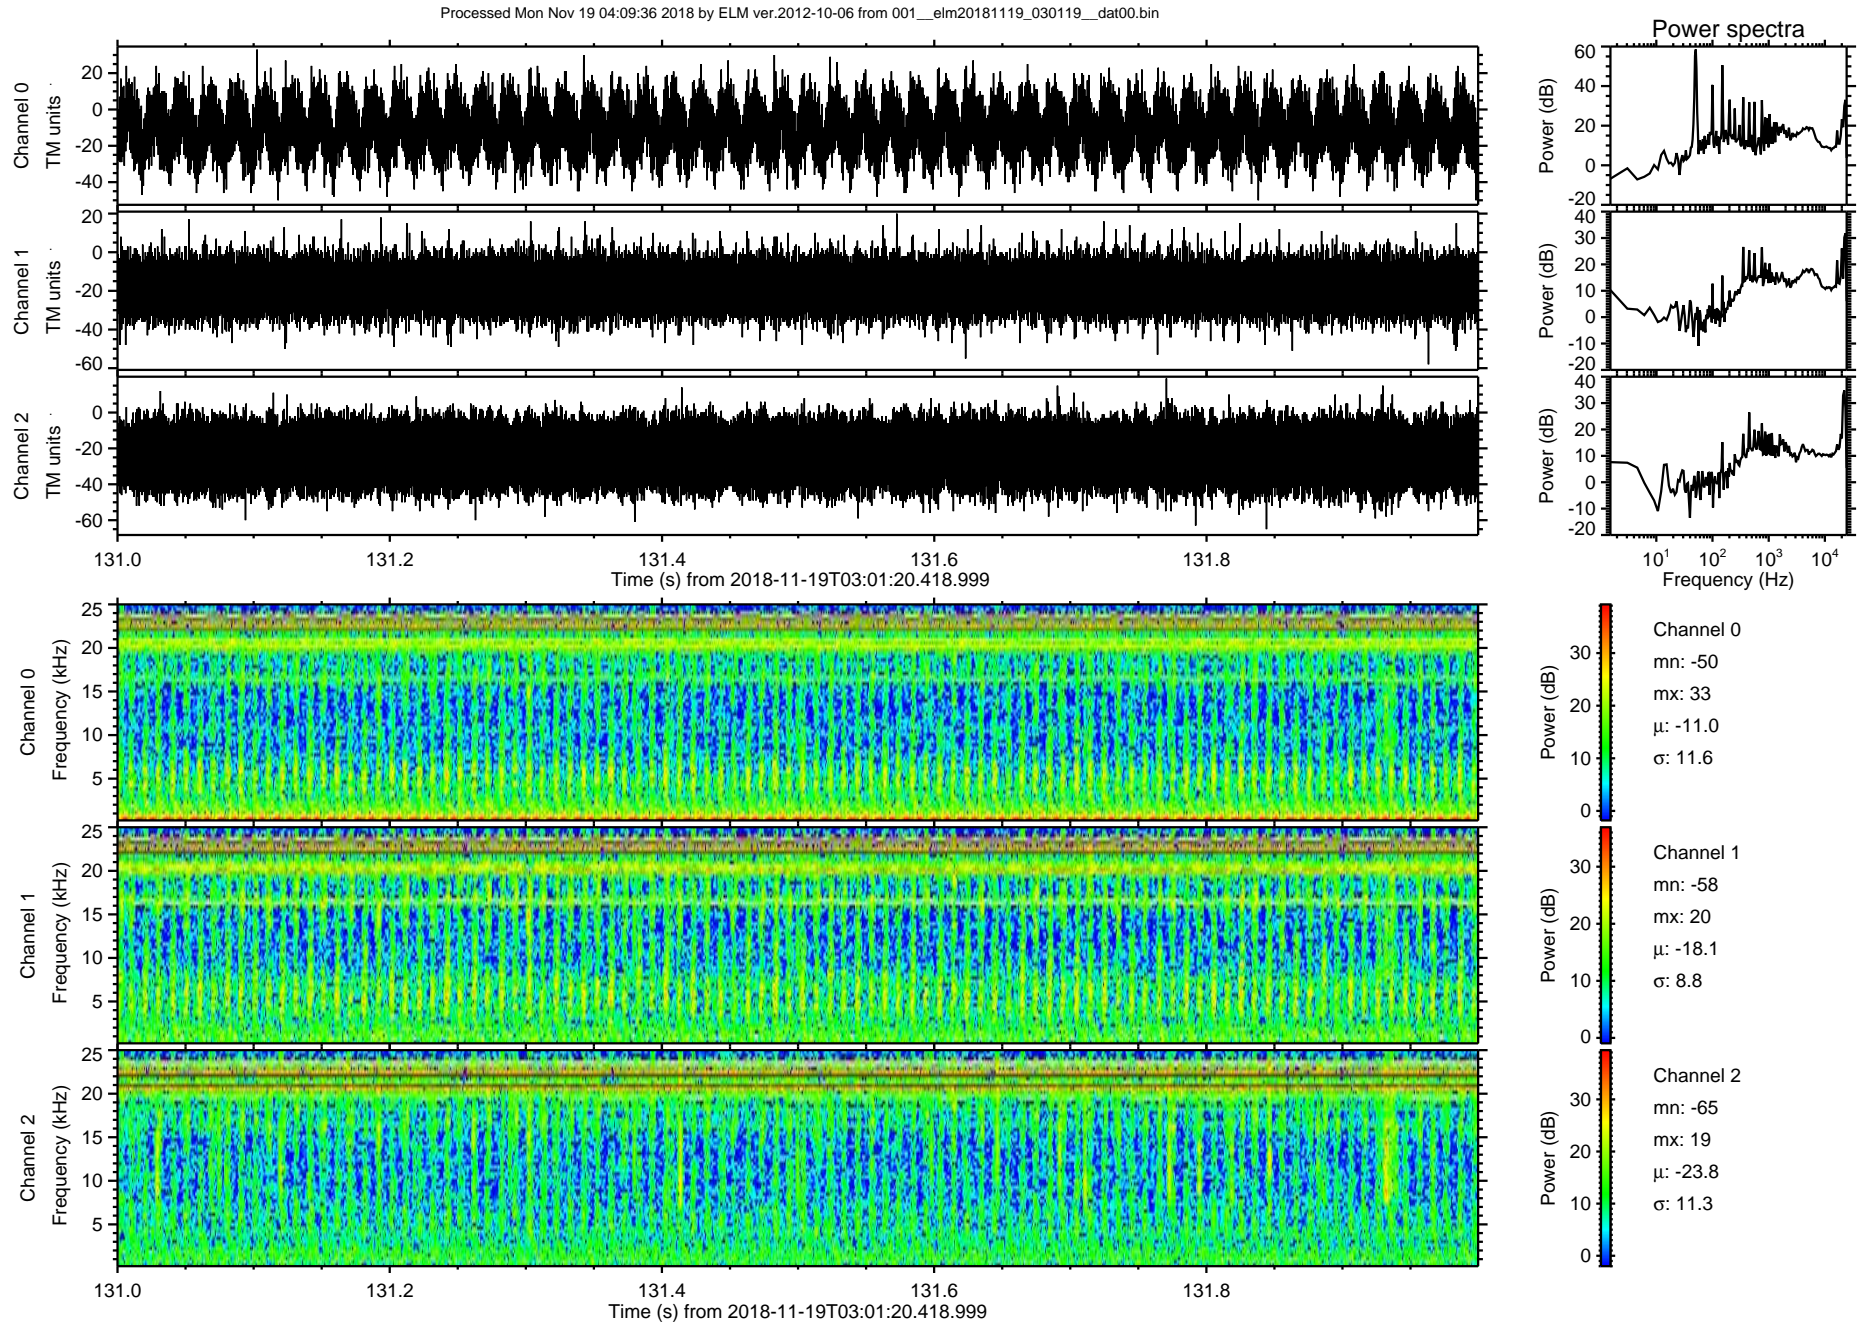 Processed Mon Nov 19 04:09:36 2018 by ELM ver.2012-10-06 from 001__elm20181119_030119__dat00.bin
Power spectra
Channel 0
TM units
20
0
-20
-40
Power (dB)
60
40
20
0
-20
Channel 1
TM units
20
0
-20
-40
-60
Power (dB)
40
30
20
10
0
-10
-20
Channel 2
TM units
0
-20
-40
-60
Power (dB)
40
30
20
10
0
-10
-20
131.0 131.2 131.4 131.6 131.8
Time (s) from 2018-11-19T03:01:20.418.999
10^1 10^2 10^3 10^4
Frequency (Hz)
Channel 0
Frequency (kHz)
25
20
15
10
5
Power (dB)
30
20
10
0
Channel 0
mn: -50
mx: 33
μ: -11.0
σ: 11.6
Channel 1
Frequency (kHz)
25
20
15
10
5
Power (dB)
30
20
10
0
Channel 1
mn: -58
mx: 20
μ: -18.1
σ: 8.8
Channel 2
Frequency (kHz)
25
20
15
10
5
Power (dB)
30
20
10
0
Channel 2
mn: -65
mx: 19
μ: -23.8
σ: 11.3
131.0 131.2 131.4 131.6 131.8
Time (s) from 2018-11-19T03:01:20.418.999